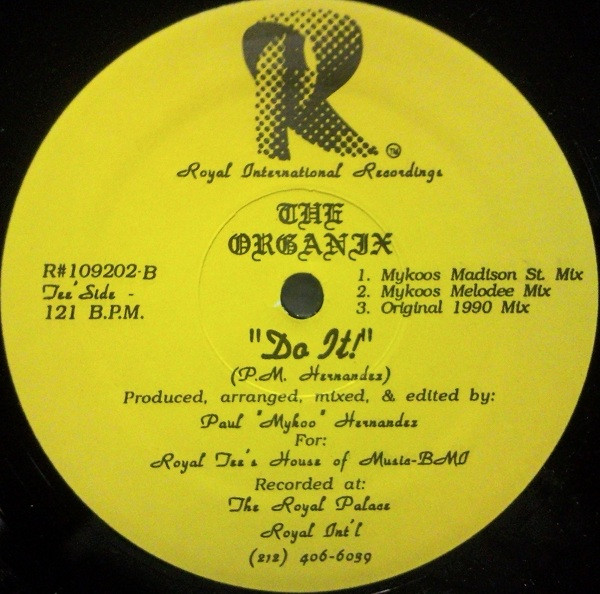 R
TM
Royal International Recordings
THE
ORGANIX
R#109202-B
Tee' Side -
121 B.P.M.
1. Mykoos Madison St. Mix
2. Mykoos Melodee Mix
3. Original 1990 Mix
"Do It!"
(P.M. Hernandez)
Produced, arranged, mixed, & edited by:
Paul "Mykoo" Hernandez
For:
Royal Tee's House of Music-BMI
Recorded at:
The Royal Palace
Royal Int'l
(212) 406-6039